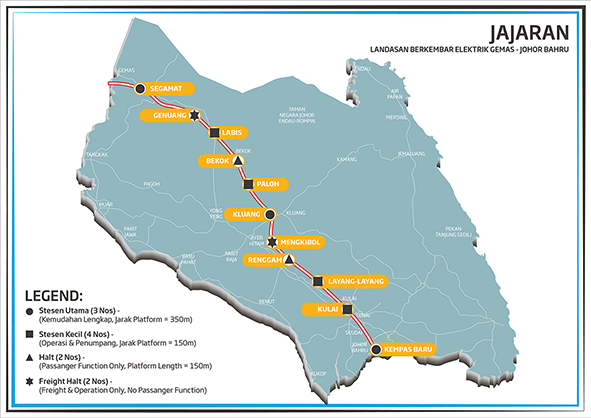 JAJARAN
LANDASAN BERKEMBAR ELEKTRIK GEMAS - JOHOR BAHRU
GEMAS
SEGAMAT
GENUANG
LABIS
BEKOK
BEKOK
PALOH
KLUANG
KLUANG
AYER
HITAM
MENGKIBOL
RENGGAM
LAYANG-LAYANG
KULAI
KULAI
SENAI
SKUDAI
JOHOR
BAHRU
KEMPAS BARU
ENDAU
AIR
PAPAN
MERSING
TAMAN
NEGARA JOHOR
ENDAU-ROMPIN
KAHANG
JEMALUANG
TANGKAK
PAGOH
MUAR
YONG
PENG
PARIT
JAWA
BATU
PAHAT
PARIT
RAJA
BENUT
PEKAN
TANJUNG SEDILI
KUKOP
LEGEND:
Stesen Utama (3 Nos) -
(Kemudahan Lengkap, Jarak Platform = 350m)
Stesen Kecil (4 Nos) -
(Operasi & Penumpang, Jarak Platform = 150m)
Halt (2 Nos) -
(Passanger Function Only, Platform Length = 150m)
Freight Halt (2 Nos) -
(Freight & Operation Only, No Passanger Function)